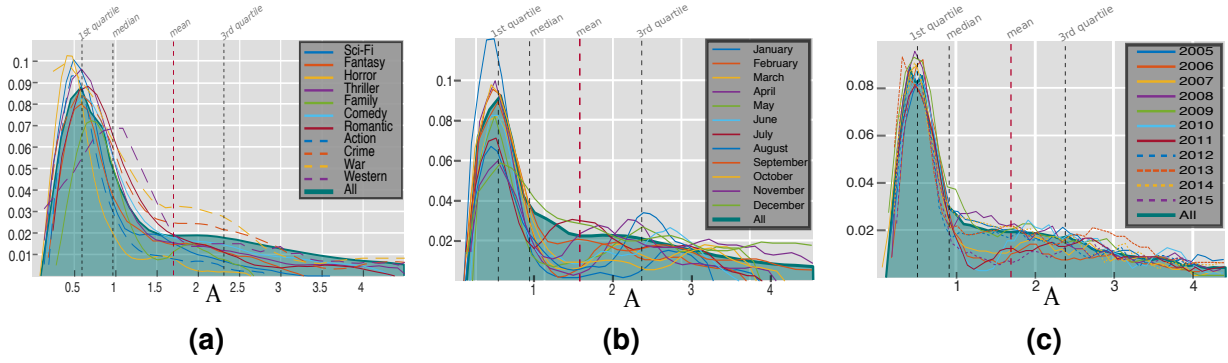 1st quartile
median
mean
3rd quartile
0.1
0.09
0.08
0.07
0.06
0.05
0.04
0.03
0.02
0.01
Sci-Fi
Fantasy
Horror
Thriller
Family
Comedy
Romantic
Action
Crime
War
Western
All
0.5 1 1.5 2 2.5 3 3.5 4
A
(a)
1st quartile
median
mean
3rd quartile
0.1
0.08
0.06
0.04
0.02
January
February
March
April
May
June
July
August
September
October
November
December
All
1 2 3 4
A
(b)
1st quartile
median
mean
3rd quartile
0.08
0.06
0.04
0.02
2005
2006
2007
2008
2009
2010
2011
2012
2013
2014
2015
All
1 2 3 4
A
(c)